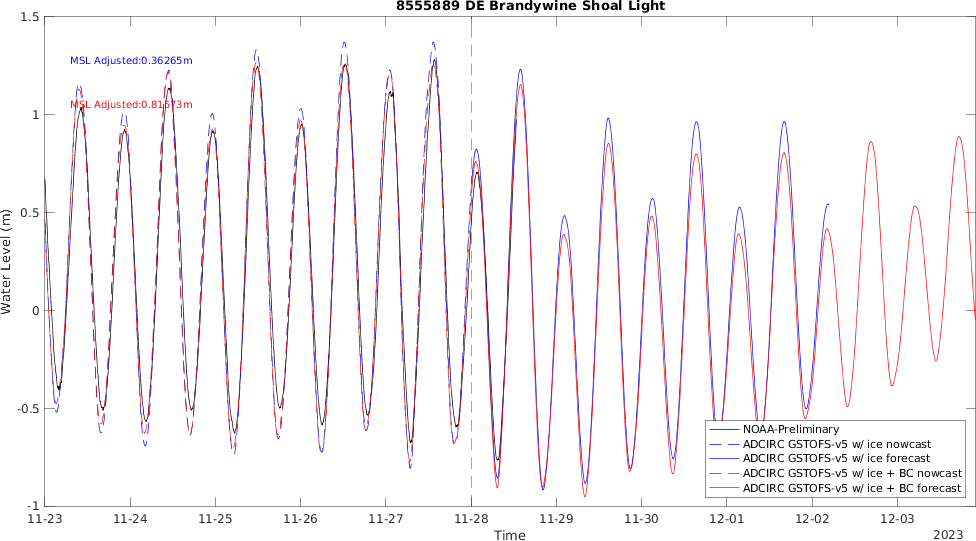 8555889 DE Brandywine Shoal Light
1.5
MSL Adjusted:0.36265m
MSL Adjusted:0.81573m
1
0.5
0
-0.5
-1
Water Level (m)
NOAA-Preliminary
ADCIRC GSTOFS-v5 w/ ice nowcast
ADCIRC GSTOFS-v5 w/ ice forecast
ADCIRC GSTOFS-v5 w/ ice + BC nowcast
ADCIRC GSTOFS-v5 w/ ice + BC forecast
11-23 11-24 11-25 11-26 11-27 11-28 11-29 11-30 12-01 12-02 12-03
Time
2023